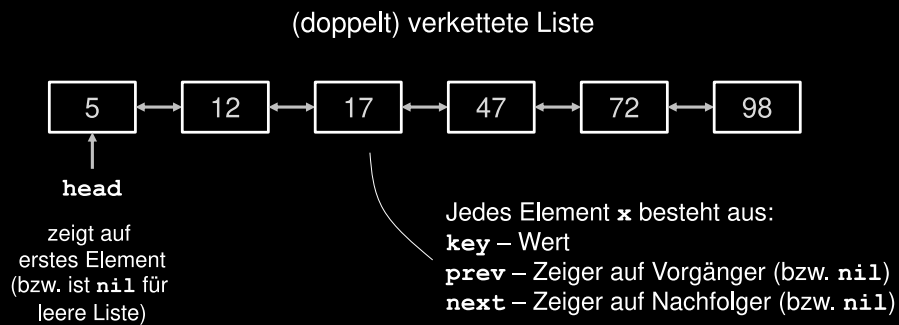 (doppelt) verkettete Liste
5 12 17 47 72 98
head
zeigt auf
erstes Element
(bzw. ist nil für
leere Liste)
Jedes Element x besteht aus:
key – Wert
prev – Zeiger auf Vorgänger (bzw. nil)
next – Zeiger auf Nachfolger (bzw. nil)